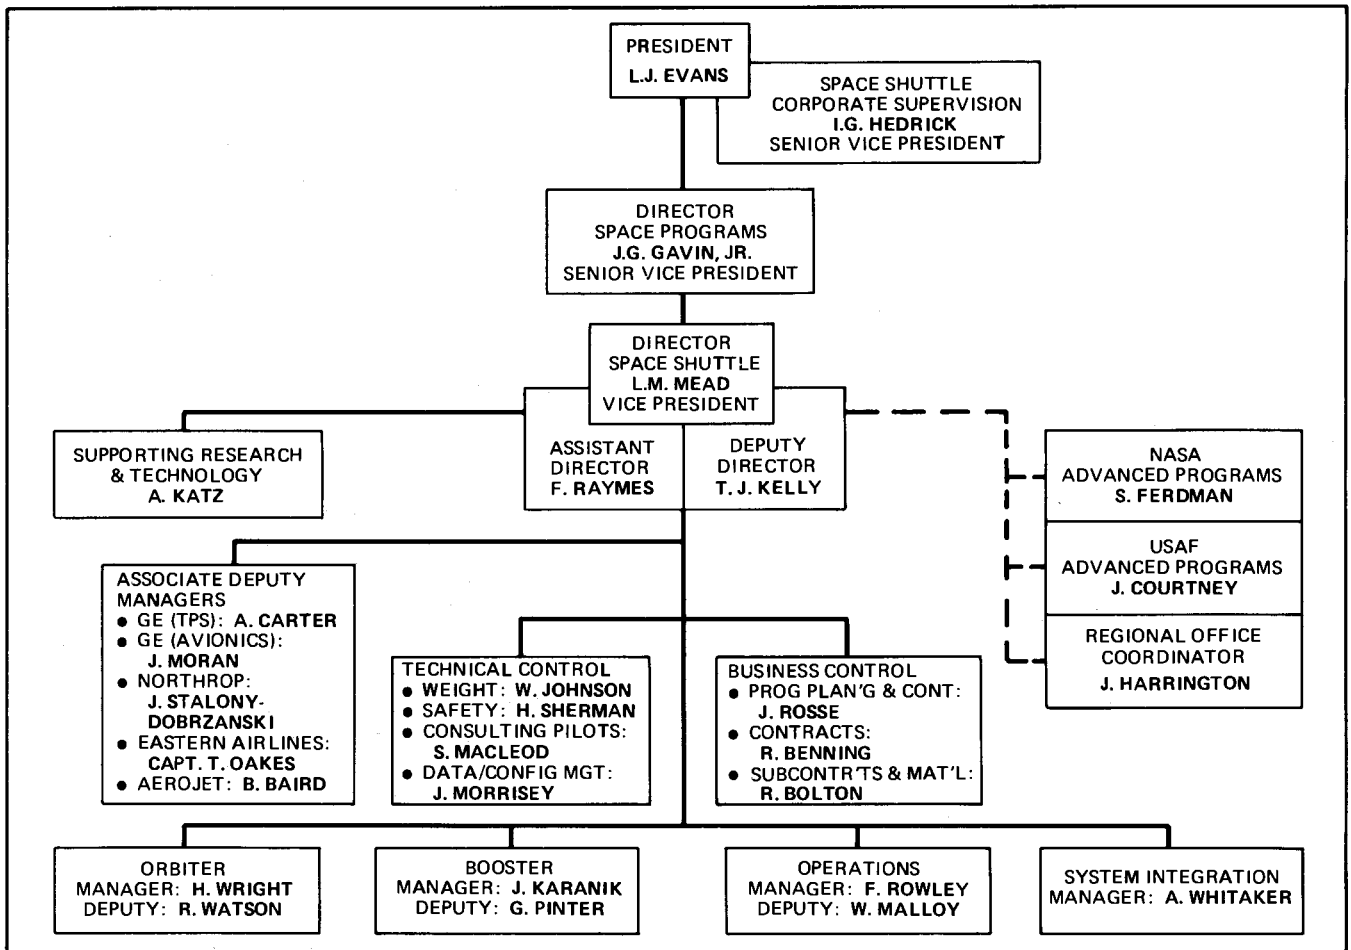 PRESIDENT
L.J. EVANS
SPACE SHUTTLE
CORPORATE SUPERVISION
I.G. HEDRICK
SENIOR VICE PRESIDENT
DIRECTOR
SPACE PROGRAMS
J.G. GAVIN, JR.
SENIOR VICE PRESIDENT
DIRECTOR
SPACE SHUTTLE
L.M. MEAD
VICE PRESIDENT
ASSISTANT
DIRECTOR
F. RAYMES
DEPUTY
DIRECTOR
T. J. KELLY
SUPPORTING RESEARCH
& TECHNOLOGY
A. KATZ
NASA
ADVANCED PROGRAMS
S. FERDMAN
USAF
ADVANCED PROGRAMS
J. COURTNEY
REGIONAL OFFICE
COORDINATOR
J. HARRINGTON
ASSOCIATE DEPUTY
MANAGERS
● GE (TPS): A. CARTER
● GE (AVIONICS):
J. MORAN
● NORTHROP:
J. STALONY-
DOBRZANSKI
● EASTERN AIRLINES:
CAPT. T. OAKES
● AEROJET: B. BAIRD
TECHNICAL CONTROL
● WEIGHT: W. JOHNSON
● SAFETY: H. SHERMAN
● CONSULTING PILOTS:
S. MACLEOD
● DATA/CONFIG MGT:
J. MORRISEY
BUSINESS CONTROL
● PROG PLAN'G & CONT:
J. ROSSE
● CONTRACTS:
R. BENNING
● SUBCONTR'TS & MAT'L:
R. BOLTON
ORBITER
MANAGER: H. WRIGHT
DEPUTY: R. WATSON
BOOSTER
MANAGER: J. KARANIK
DEPUTY: G. PINTER
OPERATIONS
MANAGER: F. ROWLEY
DEPUTY: W. MALLOY
SYSTEM INTEGRATION
MANAGER: A. WHITAKER